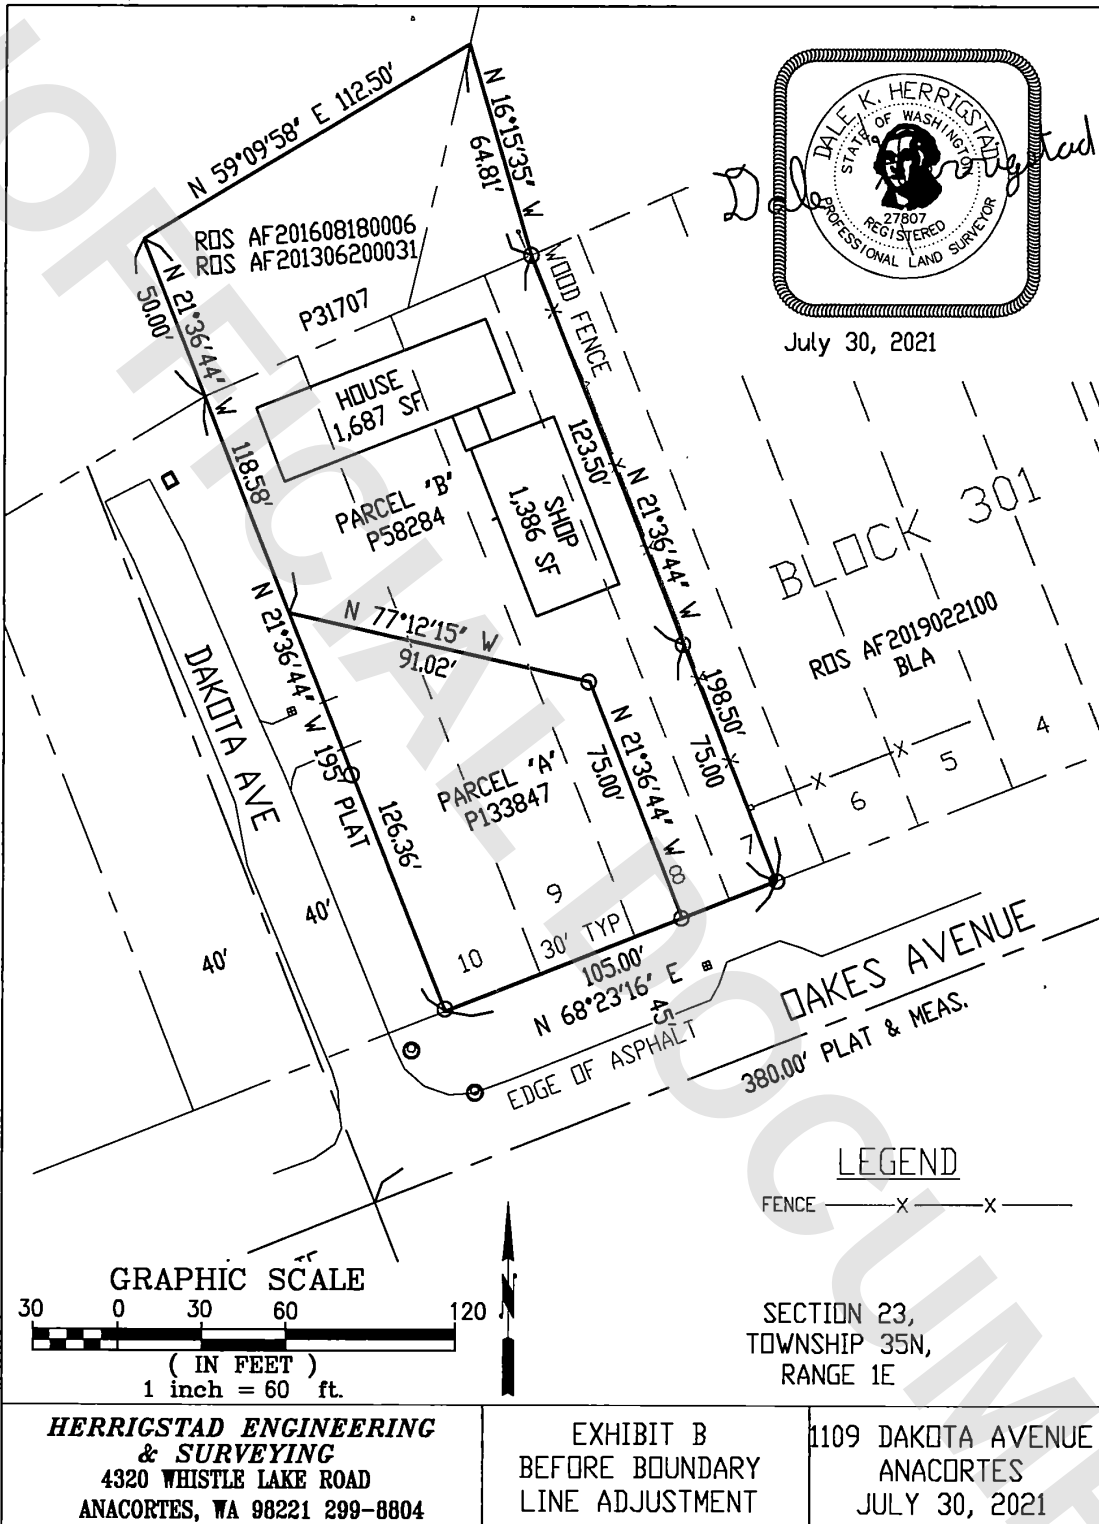 N 59°09'58" E 112.50'
N 16°15'35" W
64.81'
ROS AF201608180006
ROS AF201306200031
P31707
N 21°36'44" W
50.00'
DALE K. HERRIGSTAD
STATE OF WASHINGTON
27807
REGISTERED
PROFESSIONAL LAND SURVEYOR
July 30, 2021
WOOD FENCE
HOUSE
1,687 SF
118.58'
123.50'
N 21°36'44" W
SHOP
1,386 SF
PARCEL "B"
P58284
BLOCK 301
ROS AF2019022100
BLA
N 77°12'15" W
91.02'
N 21°36'44" W
195' PLAT
126.36'
DAKOTA AVE
198.50'
75.00
N 21°36'44" W
75.00'
PARCEL "A"
P133847
4
5
6
7
8
9
10
30' TYP
40'
40'
105.00'
N 68°23'16" E
45'
EDGE OF ASPHALT
OAKES AVENUE
380.00' PLAT & MEAS.
LEGEND
FENCE X X
GRAPHIC SCALE
30 0 30 60 120
( IN FEET )
1 inch = 60 ft.
N
SECTION 23,
TOWNSHIP 35N,
RANGE 1E
HERRIGSTAD ENGINEERING
& SURVEYING
4320 WHISTLE LAKE ROAD
ANACORTES, WA 98221 299-8804
EXHIBIT B
BEFORE BOUNDARY
LINE ADJUSTMENT
1109 DAKOTA AVENUE
ANACORTES
JULY 30, 2021
OFFICIAL DOCUME